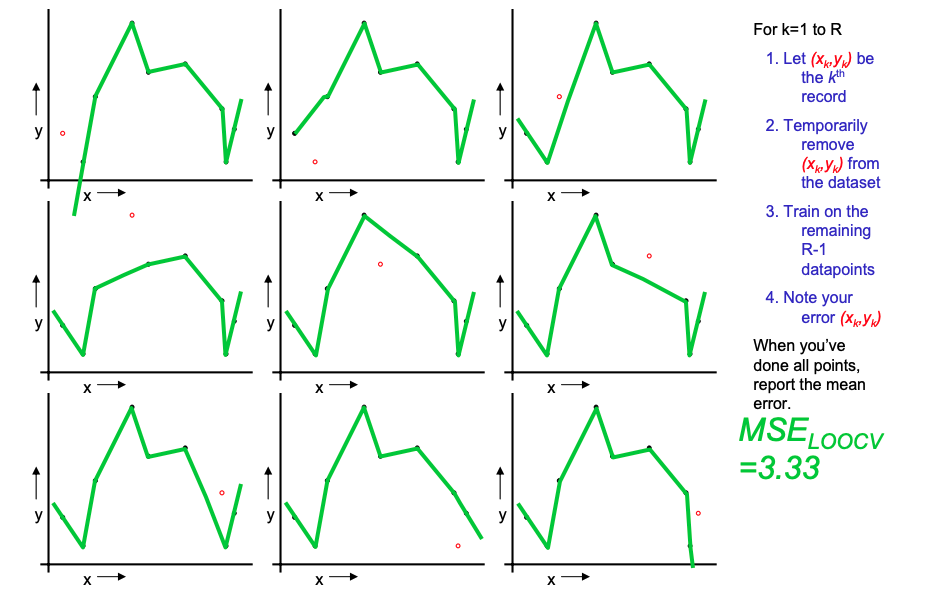 y
x
y
x
y
x
y
x
y
x
y
x
y
x
y
x
y
x
For k=1 to R
1. Let (xk,yk) be
the kth
record
2. Temporarily
remove
(xk,yk) from
the dataset
3. Train on the
remaining
R-1
datapoints
4. Note your
error (xk,yk)
When you’ve
done all points,
report the mean
error.
MSELOOCV
=3.33